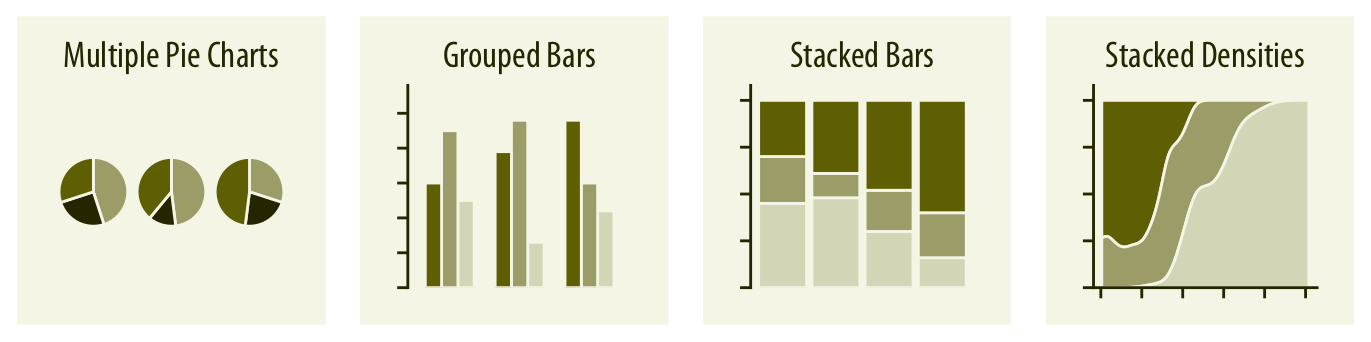 Multiple Pie Charts
Grouped Bars
Stacked Bars
Stacked Densities